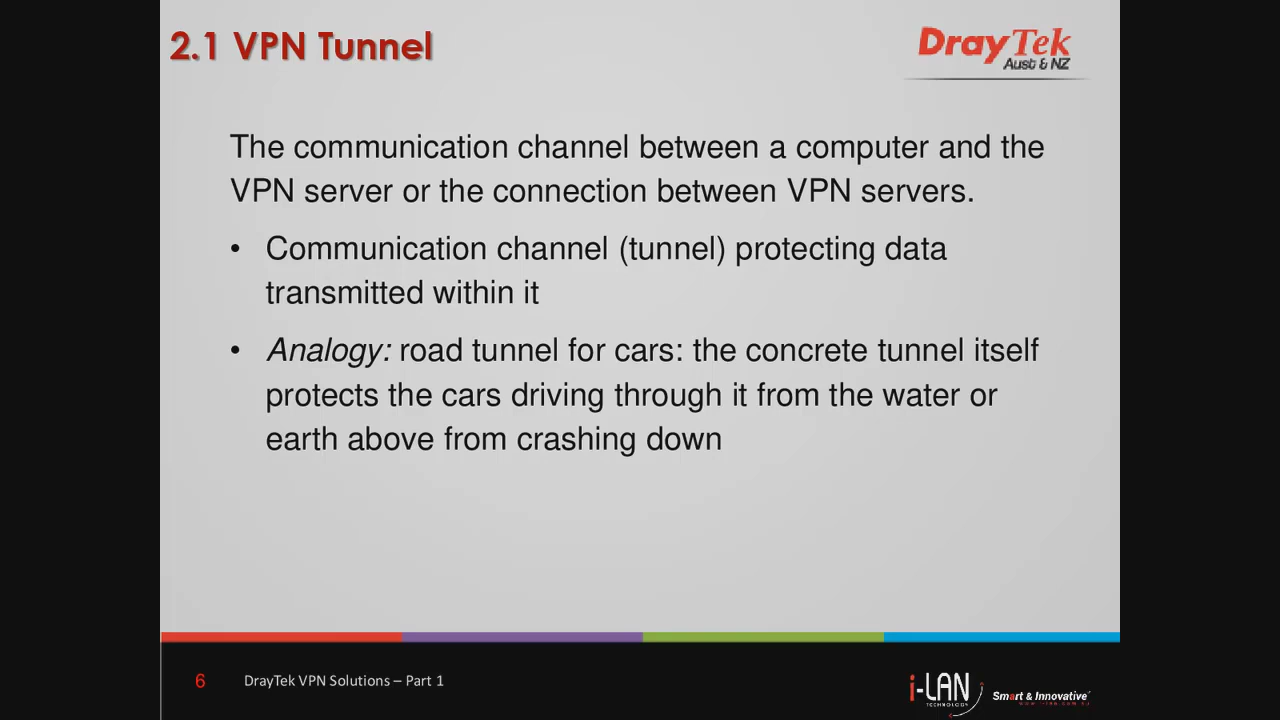 2.1 VPN Tunnel
DrayTek
Aust & NZ
The communication channel between a computer and the
VPN server or the connection between VPN servers.
• Communication channel (tunnel) protecting data
transmitted within it
• Analogy: road tunnel for cars: the concrete tunnel itself
protects the cars driving through it from the water or
earth above from crashing down
6
DrayTek VPN Solutions – Part 1
i-LAN
TECHNOLOGY
Smart & Innovative